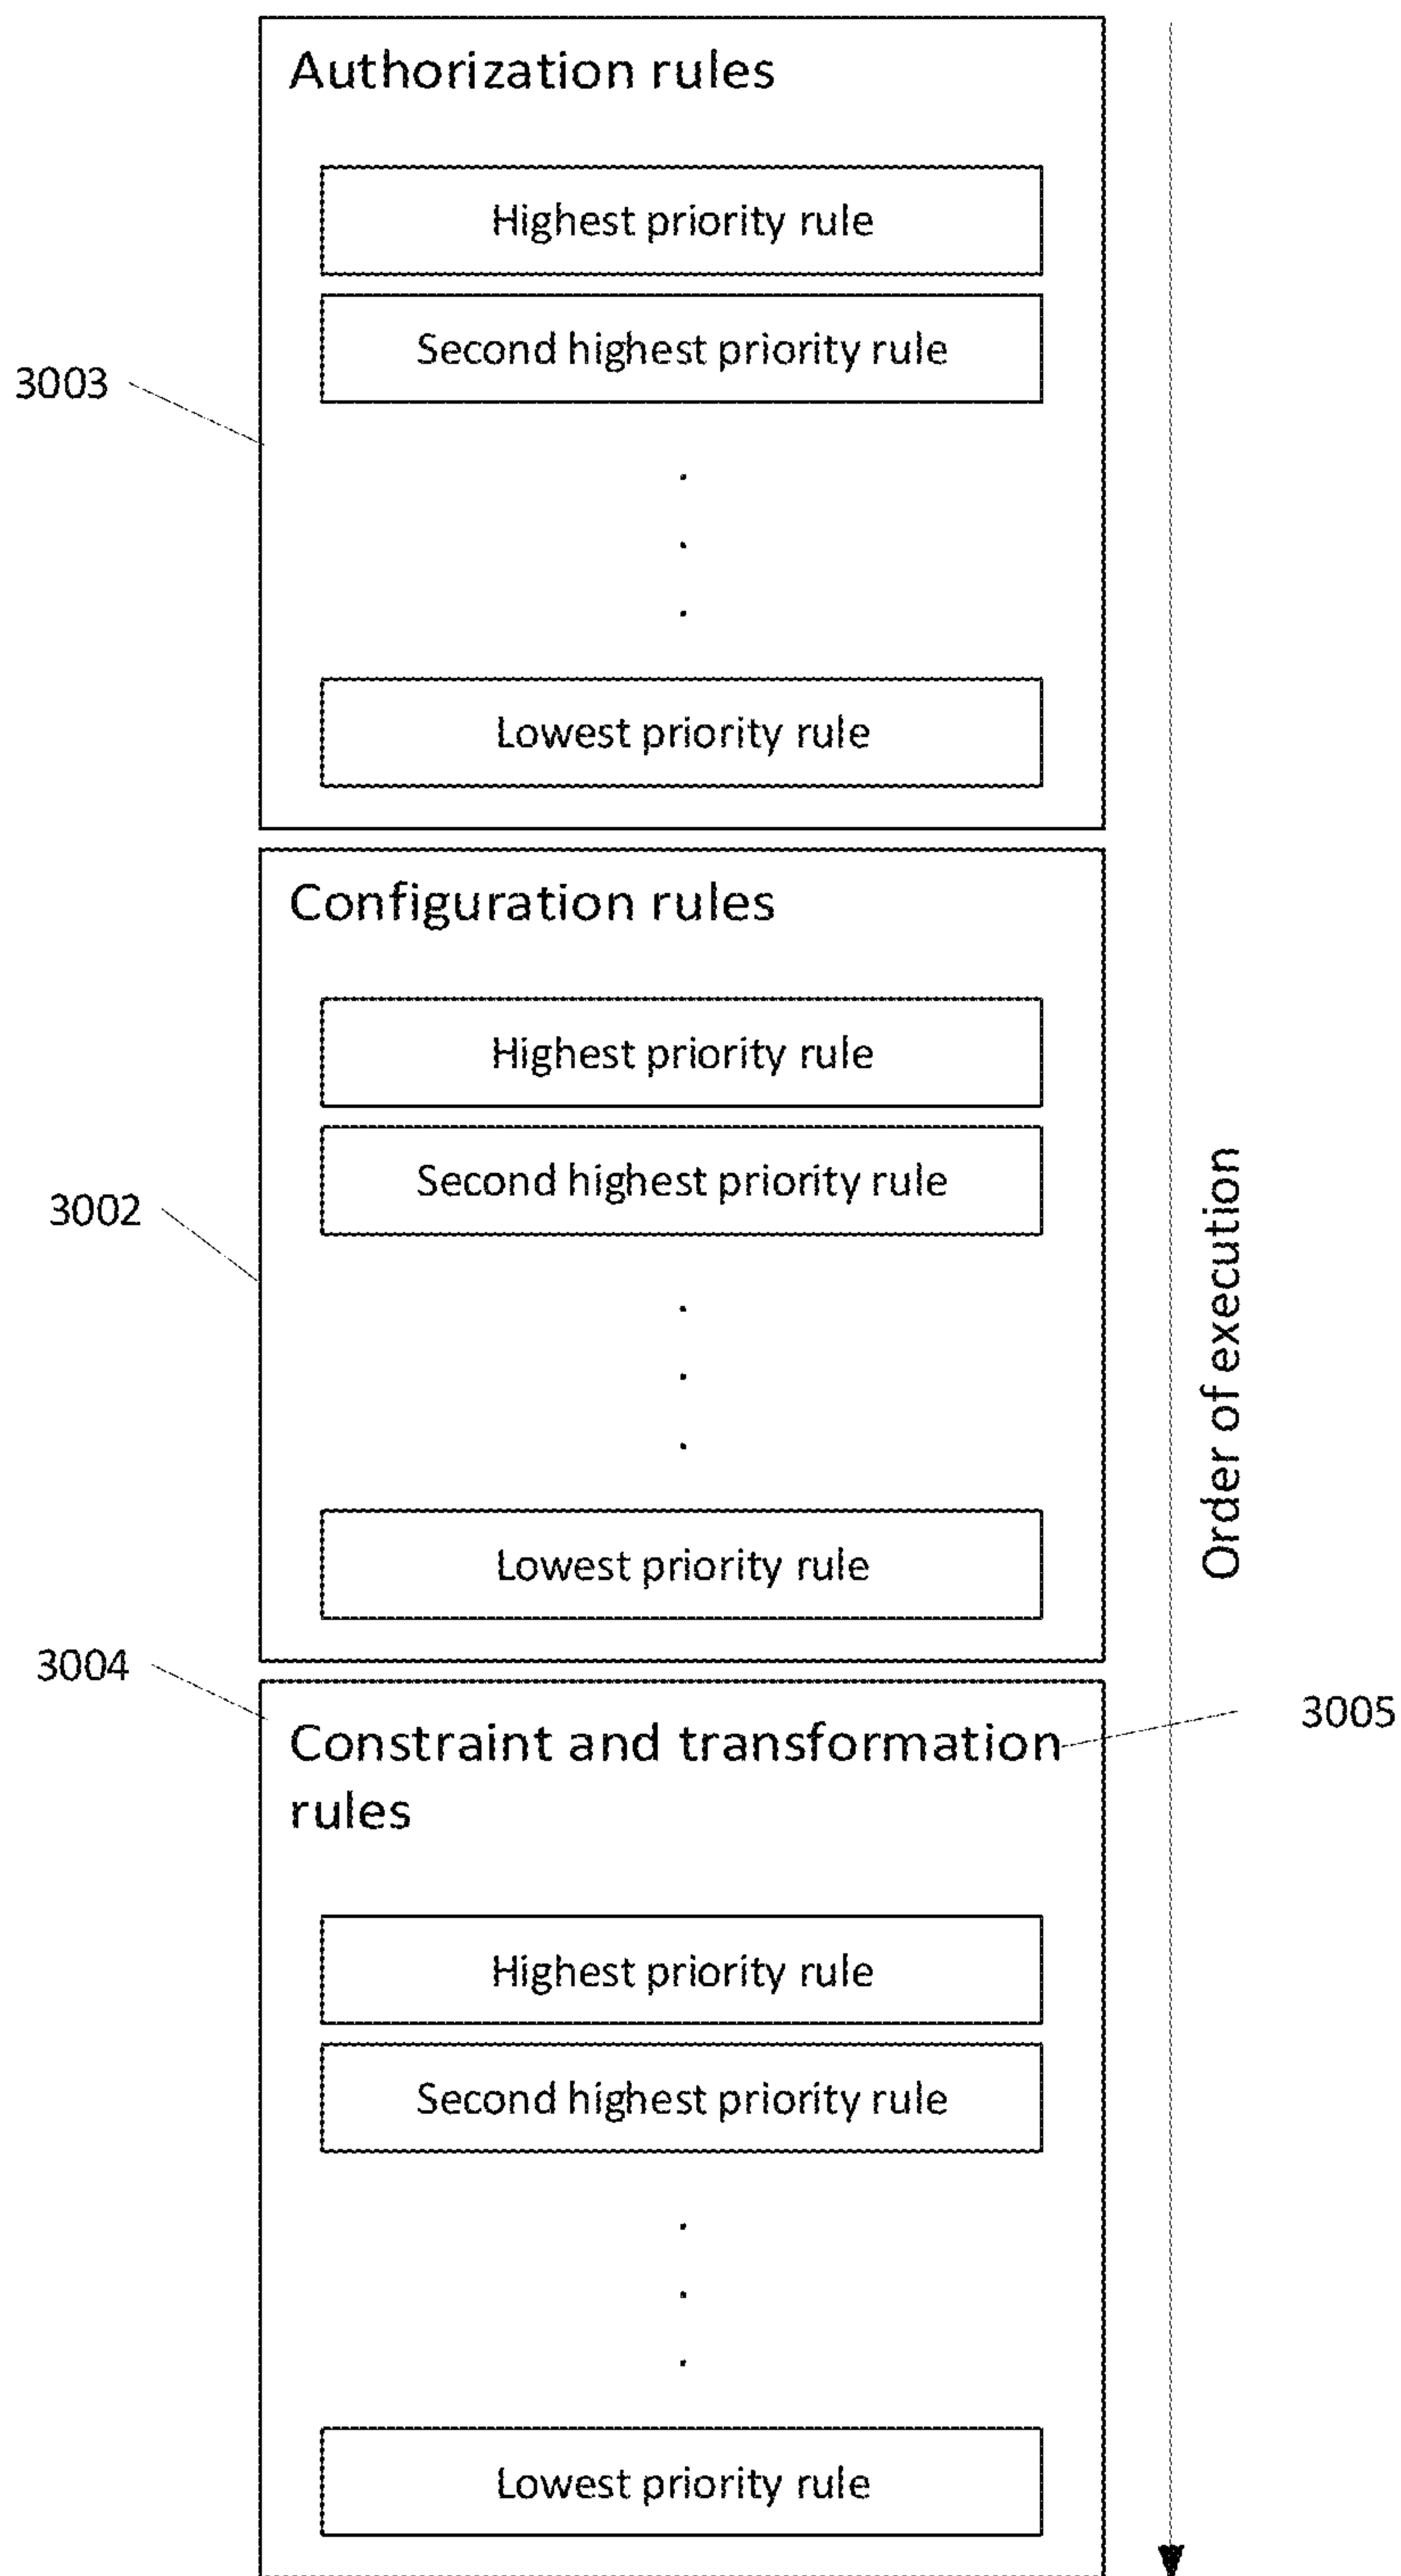 Authorization rules
Highest priority rule
Second highest priority rule
3003
.
.
.
Lowest priority rule
Configuration rules
Highest priority rule
Second highest priority rule
3002
.
.
.
Lowest priority rule
Order of execution
3004
3005
Constraint and transformation
rules
Highest priority rule
Second highest priority rule
.
.
.
Lowest priority rule